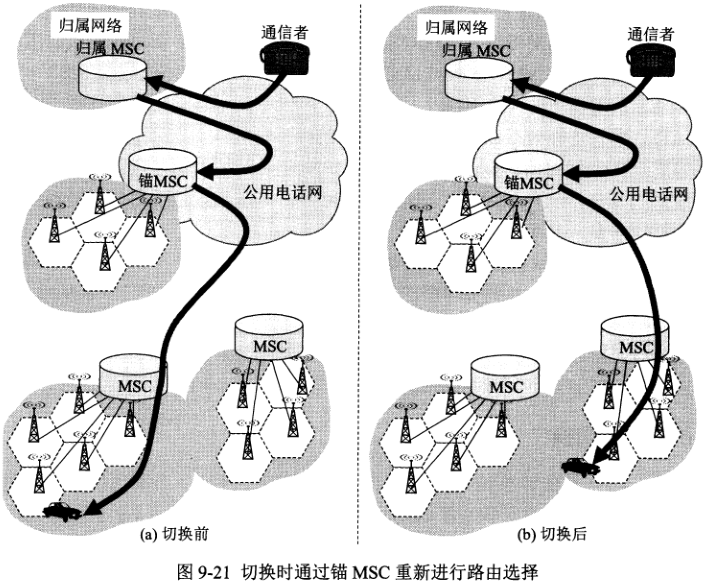 归属网络
归属 MSC
通信者
锚MSC
公用电话网
MSC
MSC
(a) 切换前
归属网络
归属 MSC
通信者
锚MSC
公用电话网
MSC
MSC
(b) 切换后
图 9-21 切换时通过锚 MSC 重新进行路由选择